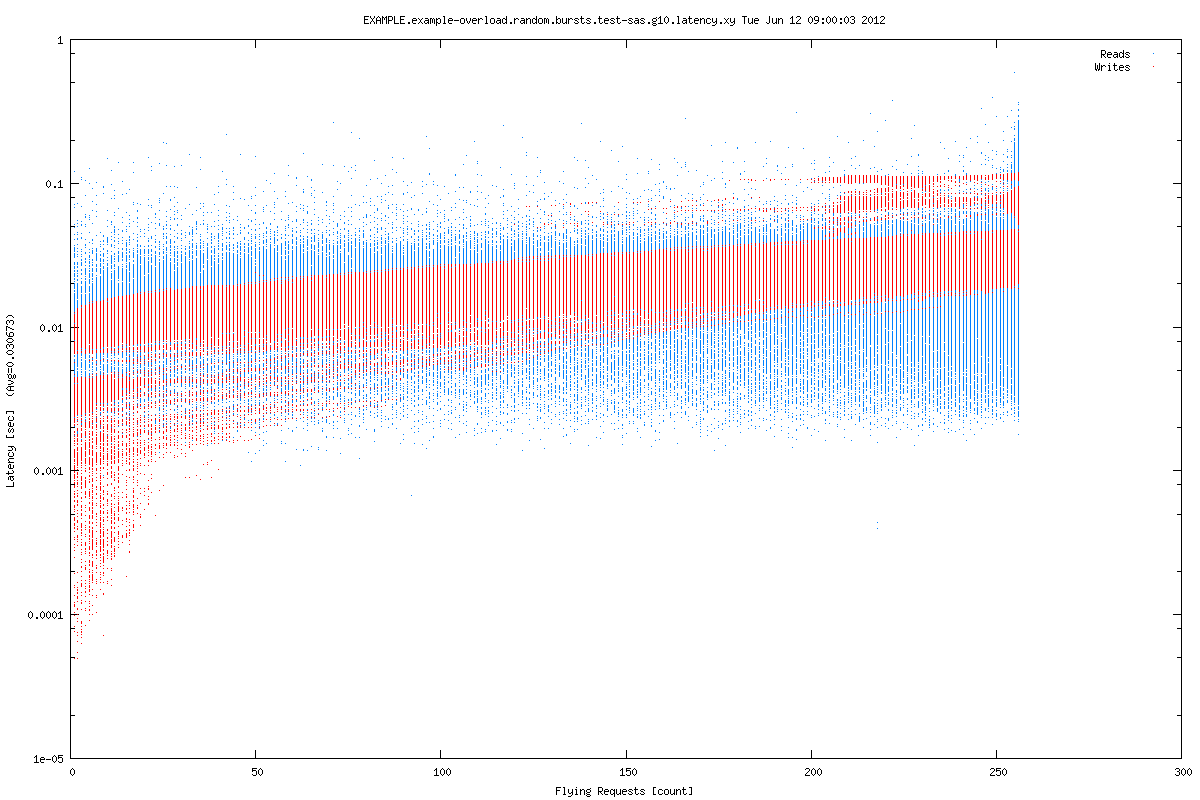 EXAMPLE.example-overload.random.bursts.test-sas.g10.latency.xy Tue Jun 12 09:00:03 2012
Reads
Writes
1
0.1
0.01
0.001
0.0001
1e-05
Latency [sec]  (Avg=0.030673)
0 50 100 150 200 250 300
Flying Requests [count]